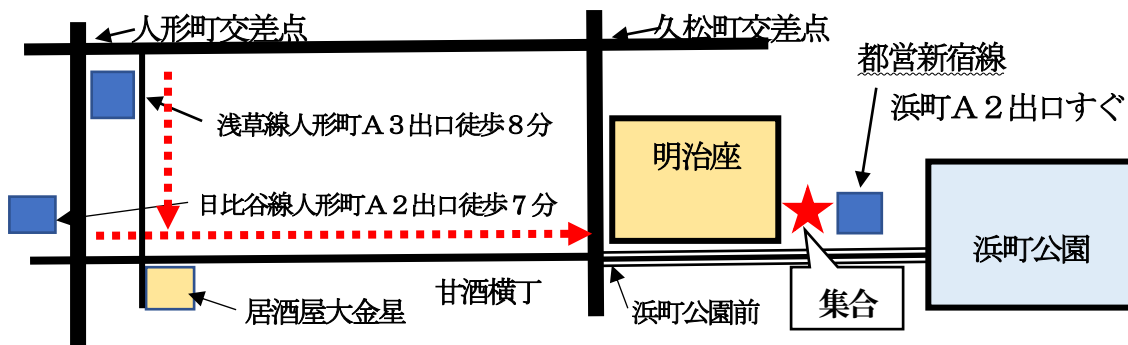 人形町交差点
久松町交差点
都営新宿線
浜町Ａ２出口すぐ
浅草線人形町Ａ３出口徒歩８分
明治座
日比谷線人形町Ａ２出口徒歩７分
浜町公園
甘酒横丁
集合
居酒屋大金星
浜町公園前